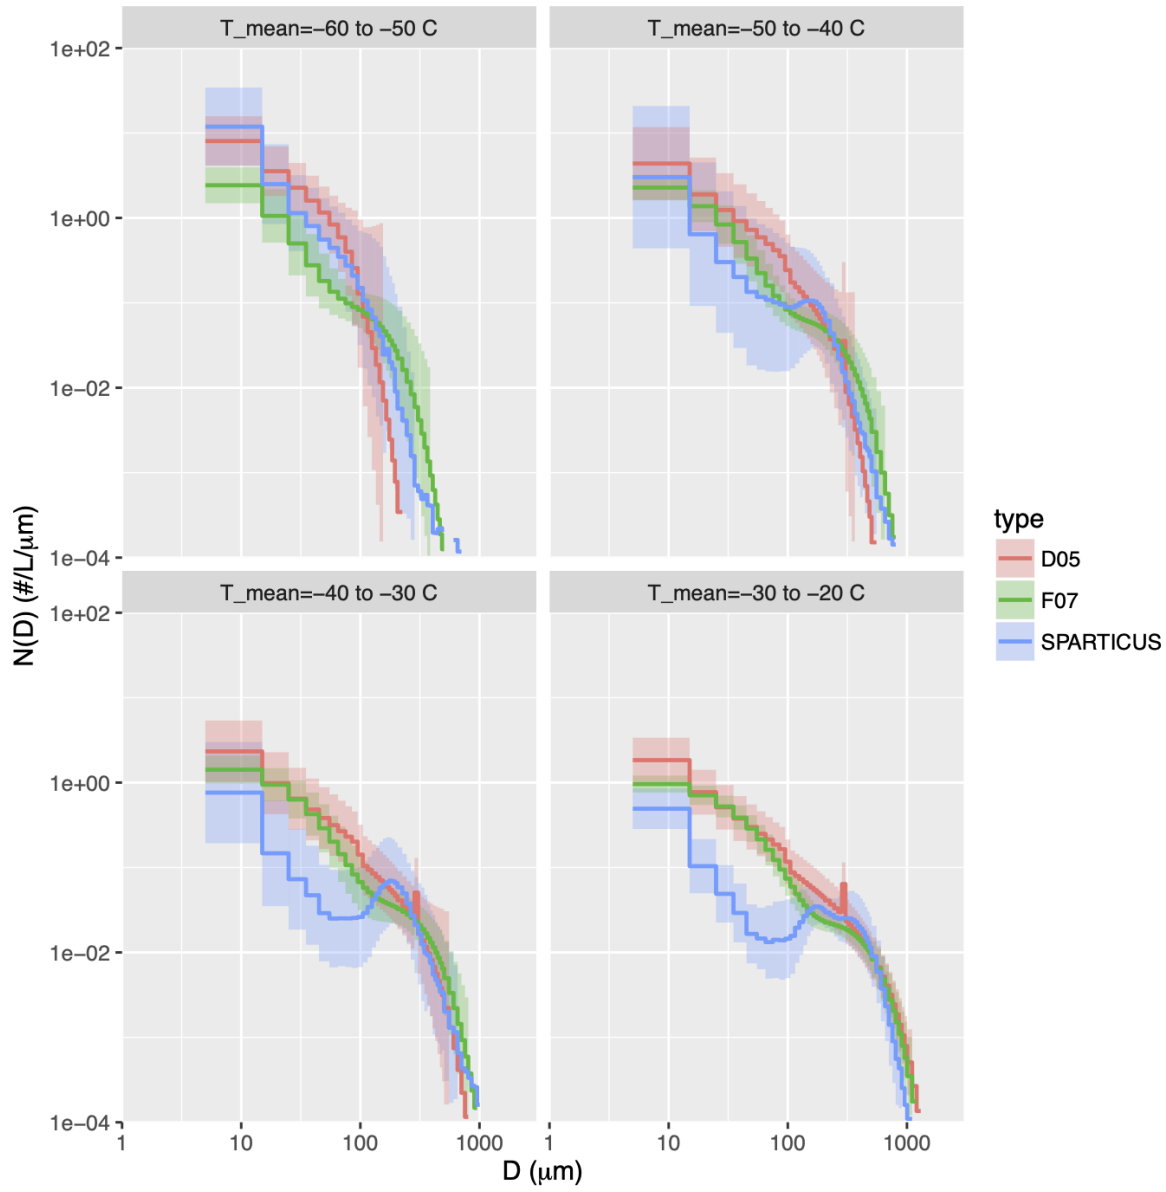 T_mean=−60 to −50 C
T_mean=−50 to −40 C
1e+02
1e+00
1e−02
1e−04
T_mean=−40 to −30 C
T_mean=−30 to −20 C
1e+02
1e+00
1e−02
1e−04
1
10
100
1000
1
10
100
1000
D (μm)
N(D) (#/L/μm)
type
D05
F07
SPARTICUS